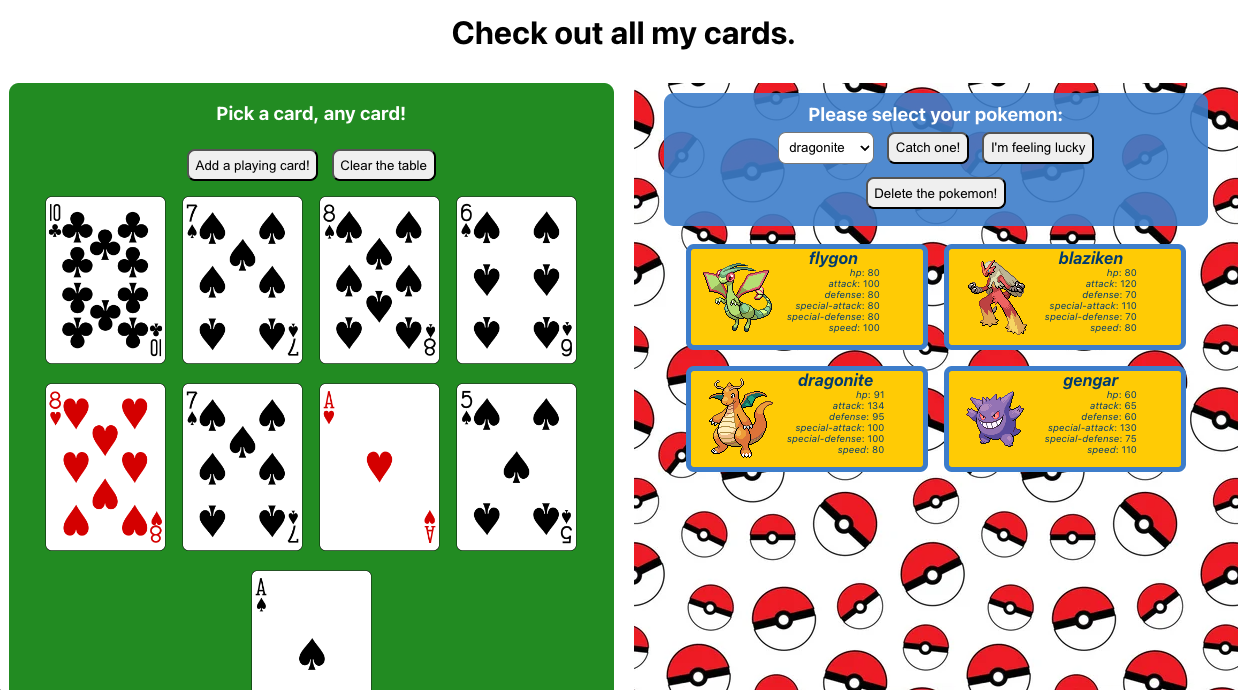 Check out all my cards.
Pick a card, any card!
Add a playing card!
Clear the table
10
10
7
7
8
8
6
6
8
8
7
7
A
A
5
5
A
Please select your pokemon:
dragonite
Catch one!
I'm feeling lucky
Delete the pokemon!
flygon
hp: 80
attack: 100
defense: 80
special-attack: 80
special-defense: 80
speed: 100
blaziken
hp: 80
attack: 120
defense: 70
special-attack: 110
special-defense: 70
speed: 80
dragonite
hp: 91
attack: 134
defense: 95
special-attack: 100
special-defense: 100
speed: 80
gengar
hp: 60
attack: 65
defense: 60
special-attack: 130
special-defense: 75
speed: 110